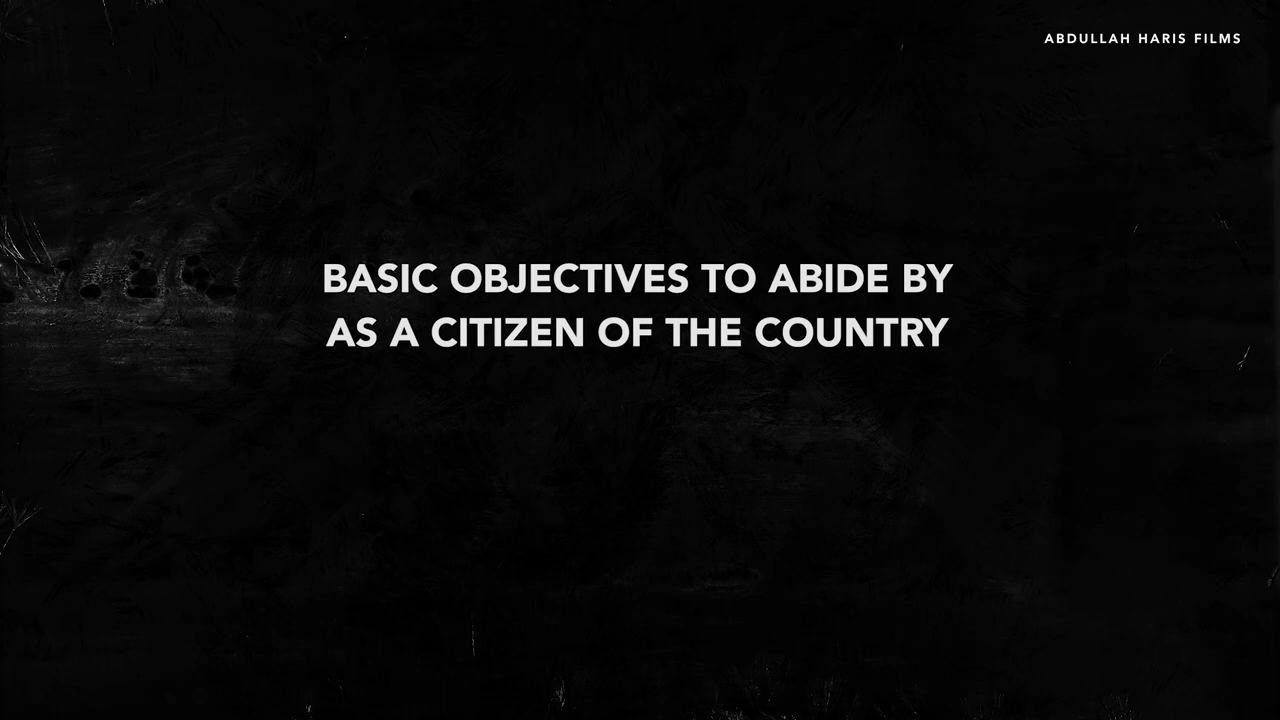 ABDULLAH HARIS FILMS
BASIC OBJECTIVES TO ABIDE BY
AS A CITIZEN OF THE COUNTRY